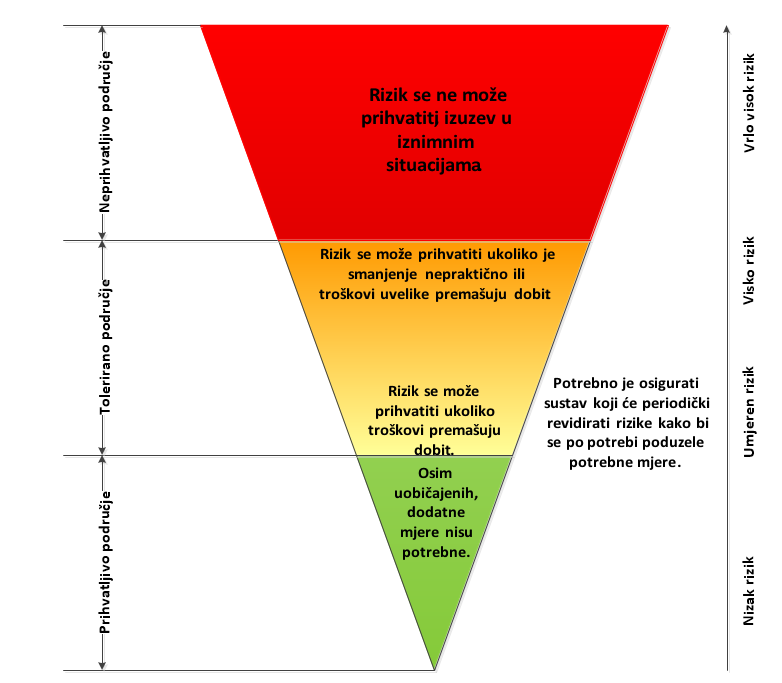 Neprihvatljivo područje
Tolerirano područje
Prihvatljivo područje
Rizik se ne može
prihvatitj izuzev u
iznimnim
situacijama
Rizik se može prihvatiti ukoliko je
smanjenje nepraktično ili
troškovi uvelike premašuju dobit
Rizik se može
prihvatiti ukoliko
troškovi premašuju
dobit.
Osim
uobičajenih,
dodatne
mjere nisu
potrebne.
Potrebno je osigurati
sustav koji će periodički
revidirati rizike kako bi
se po potrebi poduzele
potrebne mjere.
Vrlo visok rizik
Visko rizik
Umjeren rizik
Nizak rizik